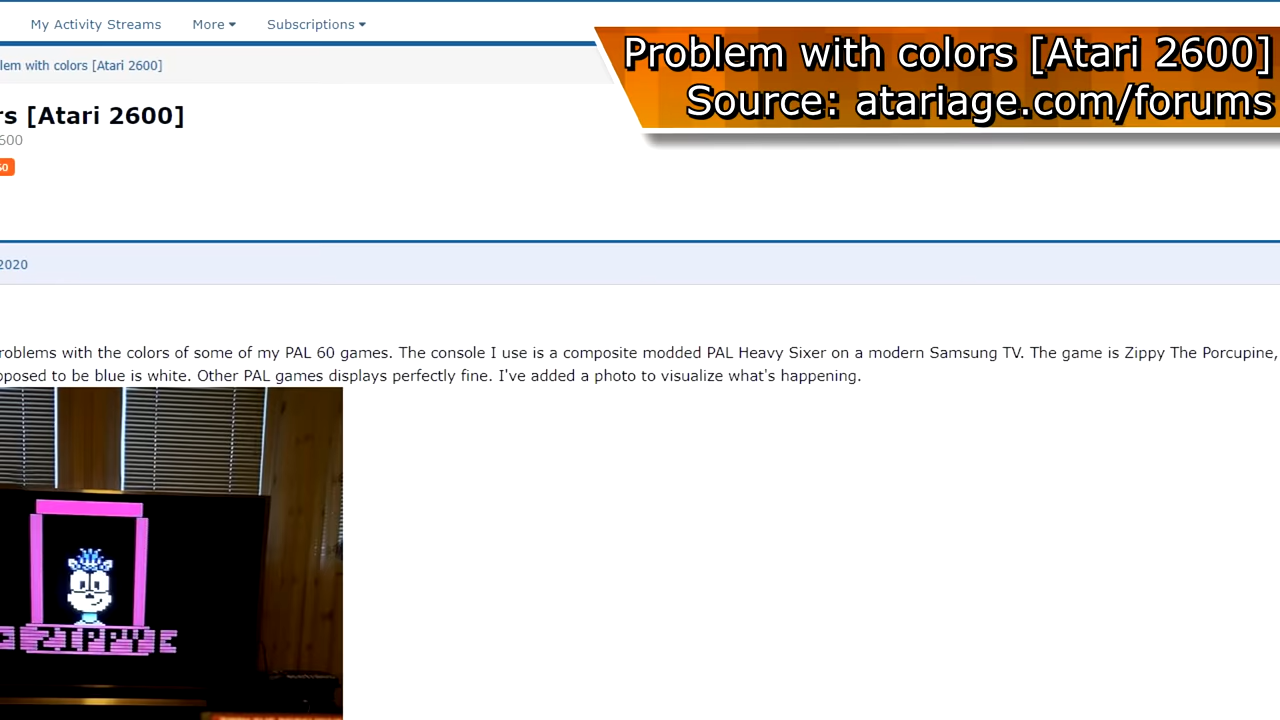 My Activity Streams More Subscriptions
Problem with colors [Atari 2600]
Source: atariage.com/forums
lem with colors [Atari 2600]
rs [Atari 2600]
600
60
2020
roblems with the colors of some of my PAL 60 games. The console I use is a composite modded PAL Heavy Sixer on a modern Samsung TV. The game is Zippy The Porcupine,
pposed to be blue is white. Other PAL games displays perfectly fine. I've added a photo to visualize what's happening.
ZIPPY